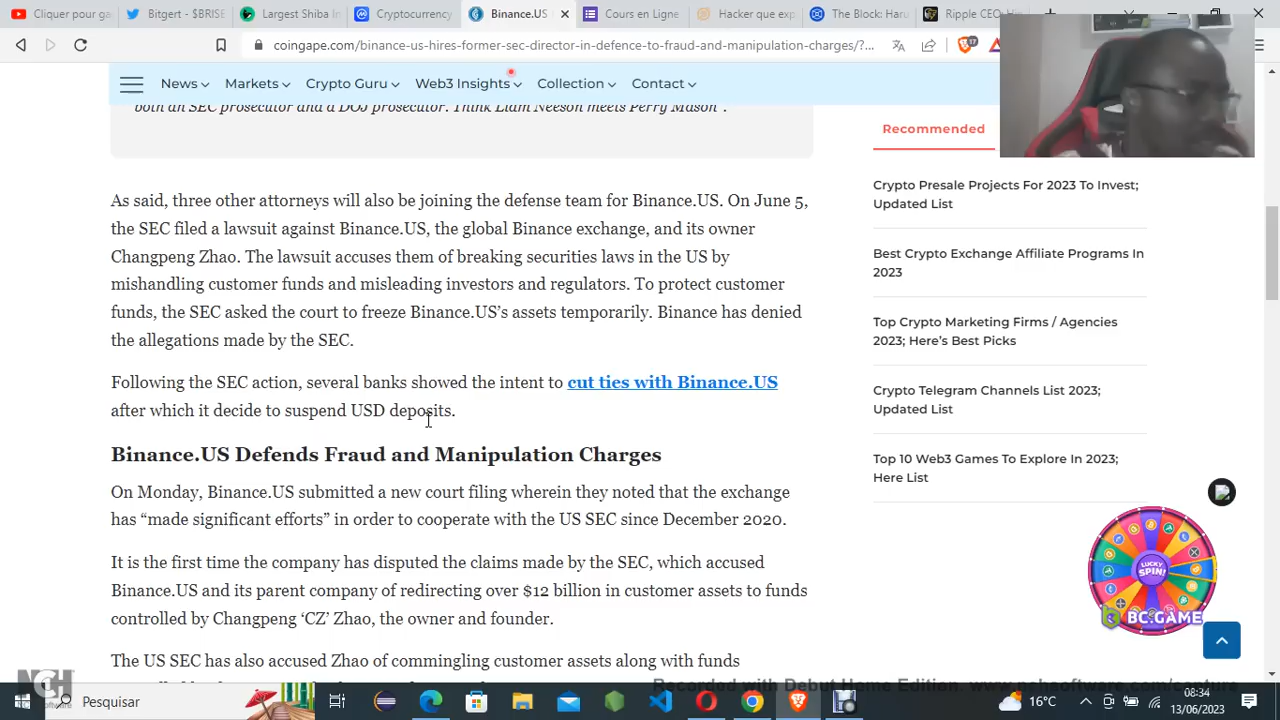 Cliquer pour ga
Bitgert - $BRISE
Largest Shiba In
Cryptocurrency
Binance.US
Cours en Ligne
Hacker que exp
The Block: Haru
Ripple CEO Hi
coingape.com/binance-us-hires-former-sec-director-in-defence-to-fraud-and-manipulation-charges/?...
17
News
Markets
Crypto Guru
Web3 Insights
Collection
Contact
both an SEC prosecutor and a DOJ prosecutor. Think Liam Neeson meets Perry Mason".
As said, three other attorneys will also be joining the defense team for Binance.US. On June 5,
the SEC filed a lawsuit against Binance.US, the global Binance exchange, and its owner
Changpeng Zhao. The lawsuit accuses them of breaking securities laws in the US by
mishandling customer funds and misleading investors and regulators. To protect customer
funds, the SEC asked the court to freeze Binance.US's assets temporarily. Binance has denied
the allegations made by the SEC.
Following the SEC action, several banks showed the intent to cut ties with Binance.US
after which it decide to suspend USD deposits.
Binance.US Defends Fraud and Manipulation Charges
On Monday, Binance.US submitted a new court filing wherein they noted that the exchange
has “made significant efforts” in order to cooperate with the US SEC since December 2020.
It is the first time the company has disputed the claims made by the SEC, which accused
Binance.US and its parent company of redirecting over $12 billion in customer assets to funds
controlled by Changpeng ‘CZ’ Zhao, the owner and founder.
The US SEC has also accused Zhao of commingling customer assets along with funds
Recommended
Crypto Presale Projects For 2023 To Invest;
Updated List
Best Crypto Exchange Affiliate Programs In
2023
Top Crypto Marketing Firms / Agencies
2023; Here’s Best Picks
Crypto Telegram Channels List 2023;
Updated List
Top 10 Web3 Games To Explore In 2023;
Here List
LUCKY
SPIN!
BC.GAME
NCH
Software
Recorded with Debut Home Edition. www.nchsoftware.com/capture
Pesquisar
16°C
08:34
13/06/2023